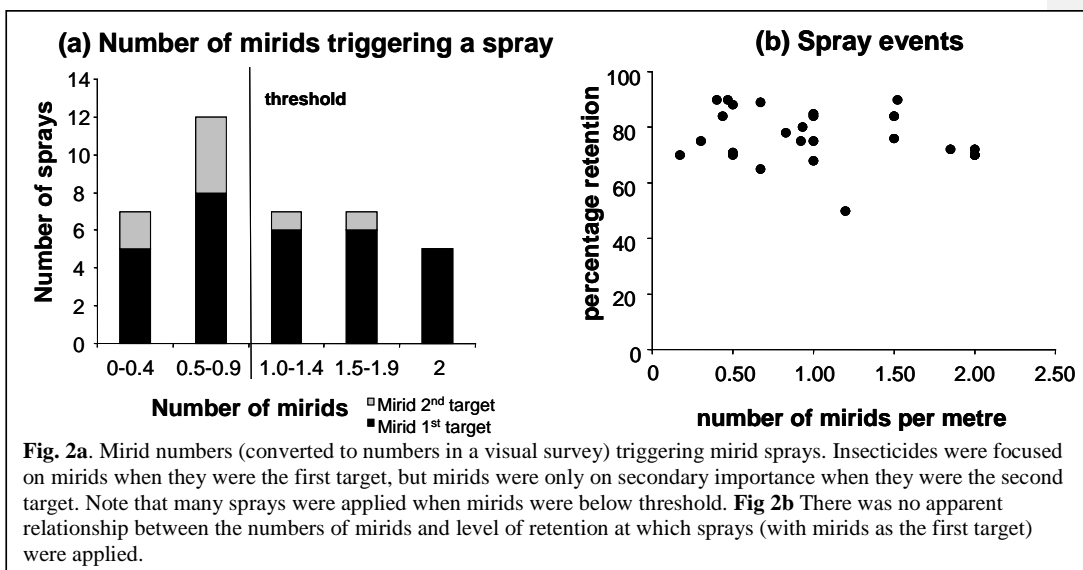 (a) Number of mirids triggering a spray
Number of sprays
14
12
10
8
6
4
2
0
threshold
0-0.4 0.5-0.9 1.0-1.4 1.5-1.9 2
Number of mirids
Mirid 2nd target
Mirid 1st target
(b) Spray events
percentage retention
100
80
60
40
20
0
0 0.50 1.00 1.50 2.00 2.50
number of mirids per metre
Fig. 2a. Mirid numbers (converted to numbers in a visual survey) triggering mirid sprays. Insecticides were focused
on mirids when they were the first target, but mirids were only on secondary importance when they were the second
target. Note that many sprays were applied when mirids were below threshold. Fig 2b There was no apparent
relationship between the numbers of mirids and level of retention at which sprays (with mirids as the first target)
were applied.